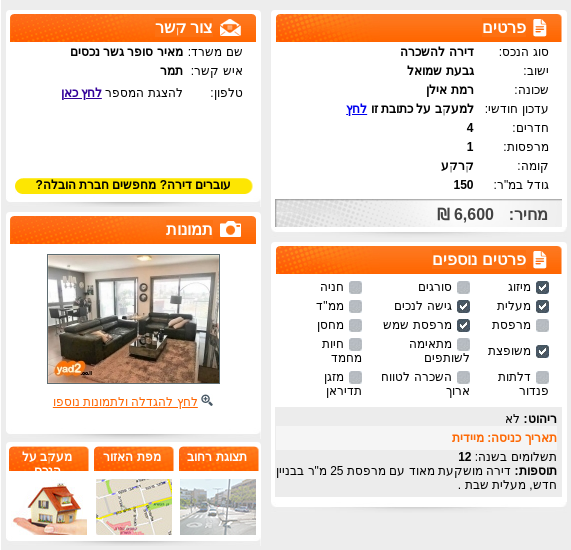 פרטים
סוג הנכס: דירה להשכרה
ישוב: גבעת שמואל
שכונה: רמת אילן
עדכון חודשי: למעקב על כתובת זו לחץ
חדרים: 4
מרפסות: 1
קומה: קרקע
גודל במ"ר: 150
מחיר: 6,600 ₪
פרטים נוספים
מיזוג סורגים חניה
מעלית גישה לנכים ממ"ד
מרפסת מרפסת שמש מחסן
משופצת מתאימה לשותפים חיות מחמד
דלתות פנדור השכרה לטווח ארוך מזגן תדיראן
ריהוט: לא
תאריך כניסה: מיידית
תשלומים בשנה: 12
תוספות: דירה מושקעת מאוד עם מרפסת 25 מ"ר בבניין
חדש, מעלית שבת .
צור קשר
שם משרד: מאיר סופר גשר נכסים
איש קשר: תמר
טלפון: להצגת המספר לחץ כאן
עוברים דירה? מחפשים חברת הובלה?
תמונות
yad2
.co.il
לחץ להגדלה ולתמונות נוספו
תצוגת רחוב
מפת האזור
מעקב על
הנכס